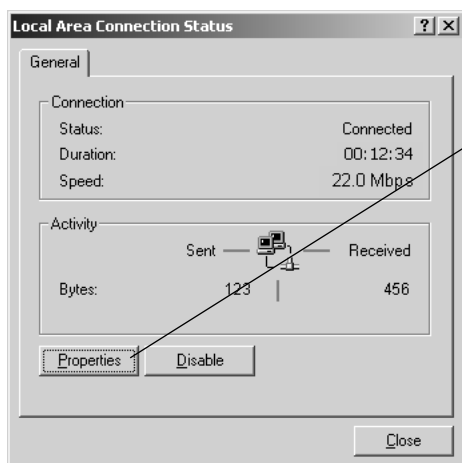 Local Area Connection Status
General
Connection
Status: Connected
Duration: 00:12:34
Speed: 22.0 Mbps
Activity
Sent Received
Bytes: 123 456
Properties Disable
Close